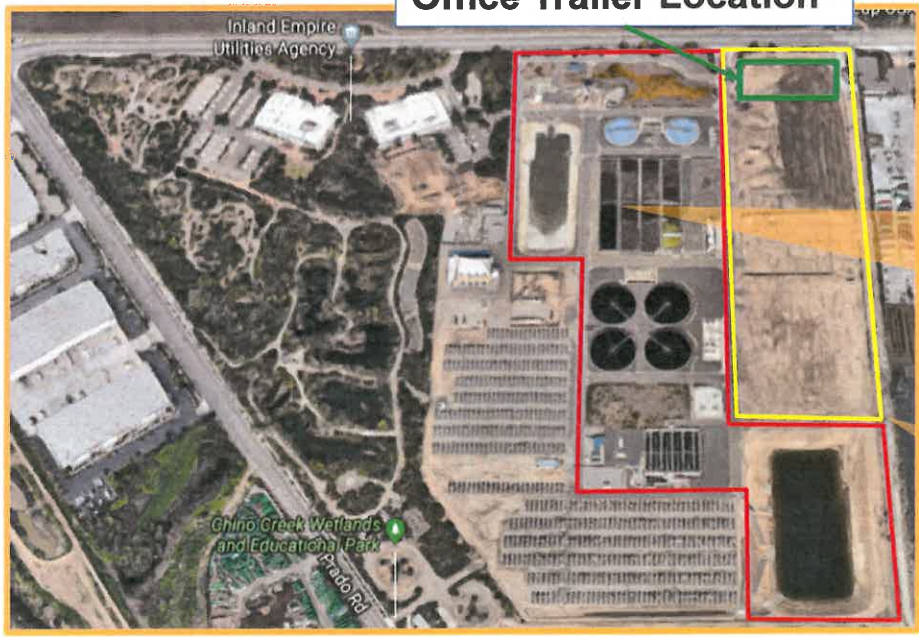 Office Trailer Location
Inland Empire
Utilities Agency
Chino Creek Wetlands
and Educational Park
Prado Rd